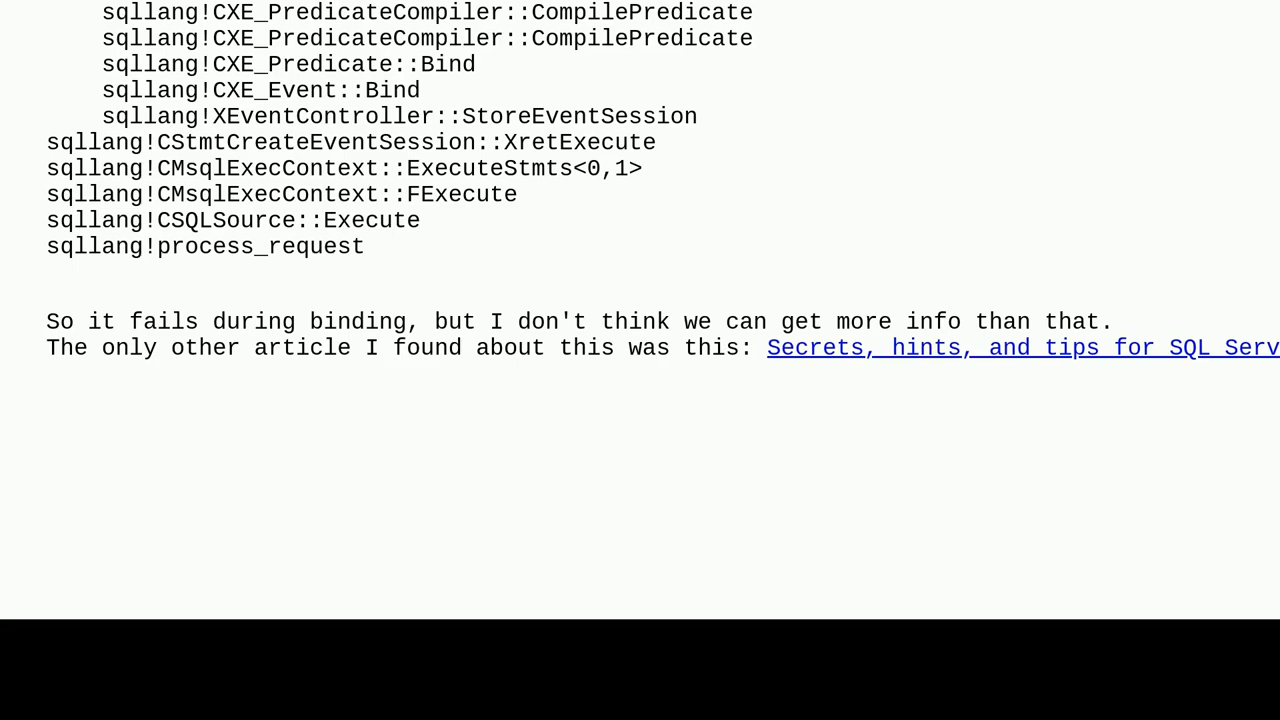 sqllang!CXE_PredicateCompiler::CompilePredicate
sqllang!CXE_PredicateCompiler::CompilePredicate
sqllang!CXE_Predicate::Bind
sqllang!CXE_Event::Bind
sqllang!XEventController::StoreEventSession
sqllang!CStmtCreateEventSession::XretExecute
sqllang!CMsqlExecContext::ExecuteStmts<0,1>
sqllang!CMsqlExecContext::FExecute
sqllang!CSQLSource::Execute
sqllang!process_request
So it fails during binding, but I don't think we can get more info than that.
The only other article I found about this was this: Secrets, hints, and tips for SQL Serv